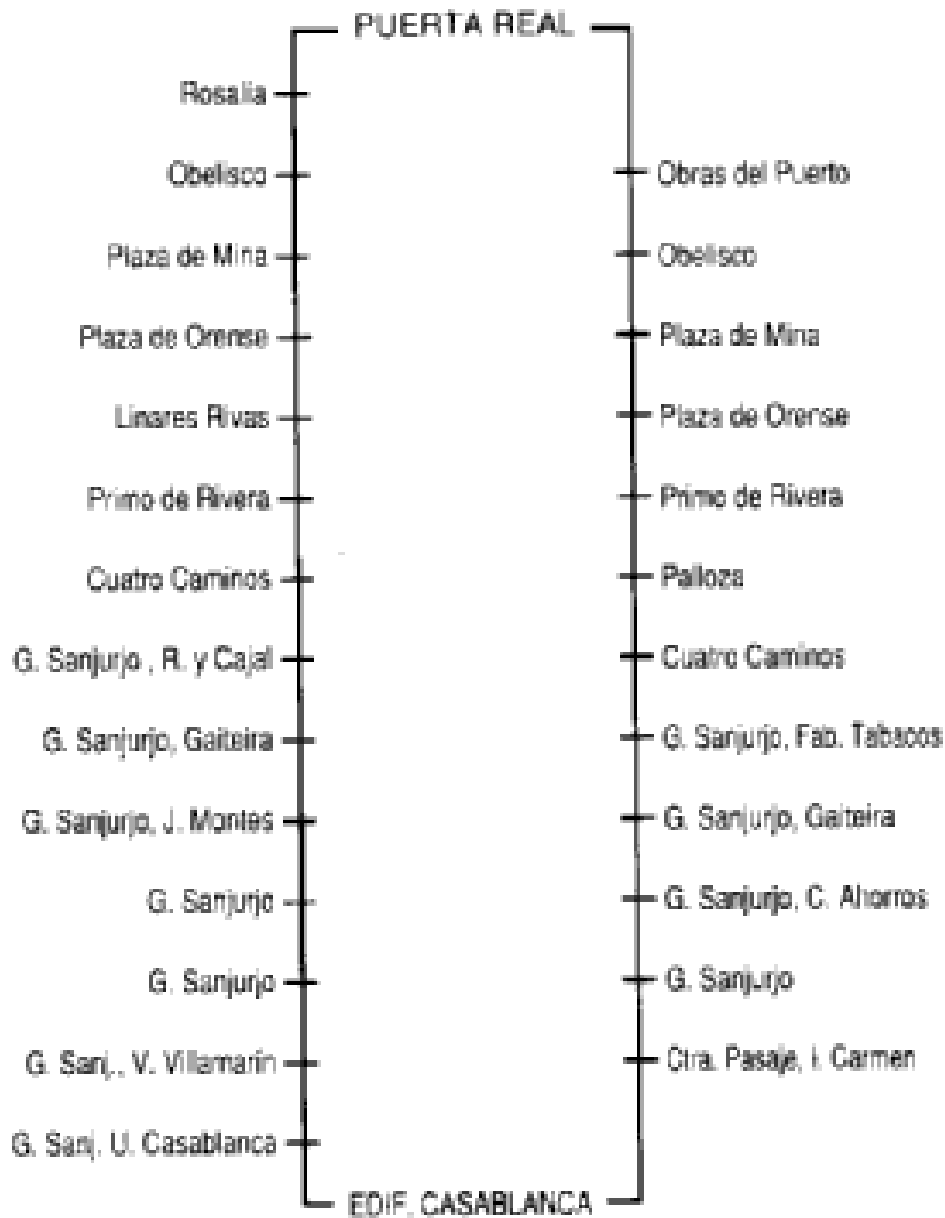 PUERTA REAL
Rosalia
Obelisco
Obras del Puerto
Plaza de Mina
Obelisco
Plaza de Orense
Plaza de Mina
Linares Rivas
Plaza de Orense
Primo de Rivera
Primo de Rivera
Cuatro Caminos
Palloza
G. Sanjurjo , R. y Cajal
Cuatro Caminos
G. Sanjurjo, Gaiteira
G. Sanjurjo, Fab. Tabacos
G. Sanjurjo, J. Montes
G. Sanjurjo, Gaiteira
G. Sanjurjo
G. Sanjurjo, C. Ahorros
G. Sanjurjo
G. Sanjurjo
G. Sanj., V. Villamarín
Ctra. Pasaje, I. Carmen
G. Sanj. U. Casablanca
EDIF. CASABLANCA